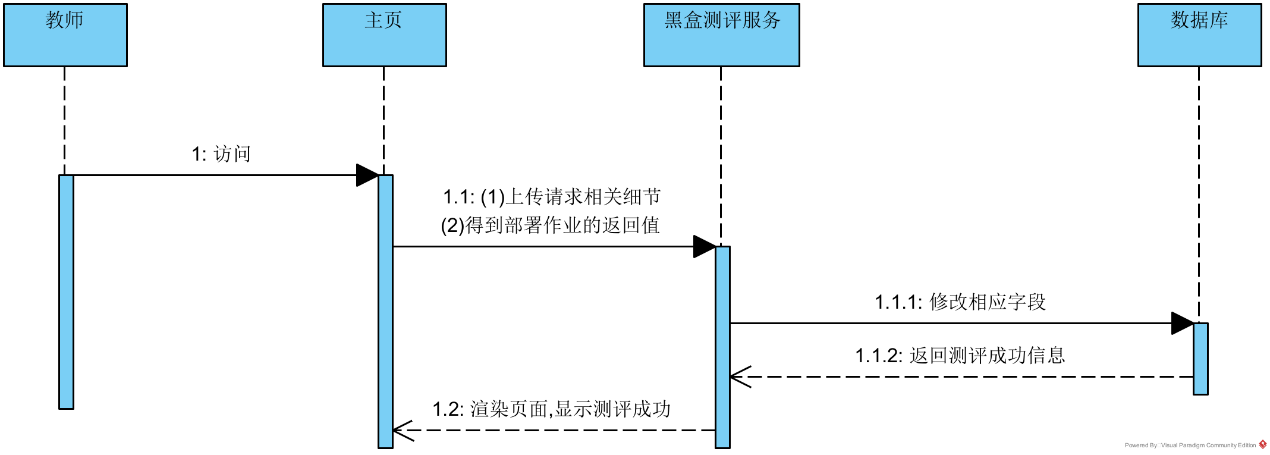 教师
主页
黑盒测评服务
数据库
1: 访问
1.1: (1)上传请求相关细节
(2)得到部署作业的返回值
1.1.1: 修改相应字段
1.1.2: 返回测评成功信息
1.2: 渲染页面,显示测评成功
Powered By Visual Paradigm Community Edition